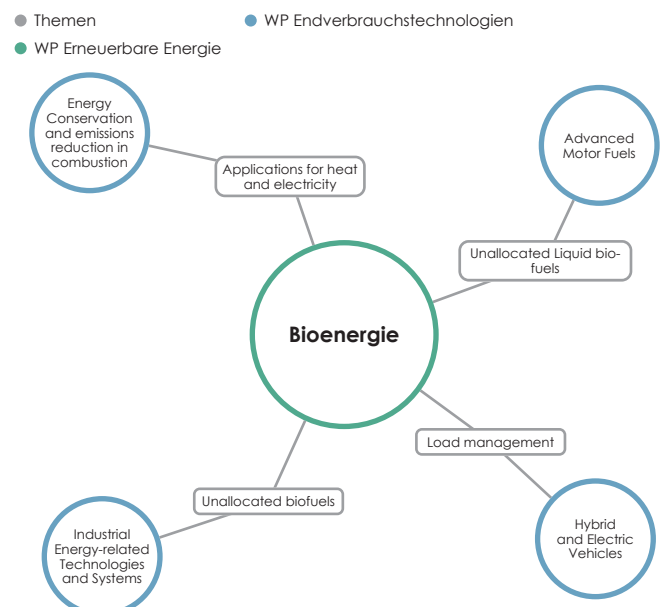 Themen
WP Endverbrauchstechnologien
WP Erneuerbare Energie
Energy
Conservation
and emissions
reduction in
combustion
Advanced
Motor Fuels
Applications for heat
and electricity
Unallocated Liquid bio-
fuels
Bioenergie
Load management
Unallocated biofuels
Industrial
Energy-related
Technologies
and Systems
Hybrid
and Electric
Vehicles